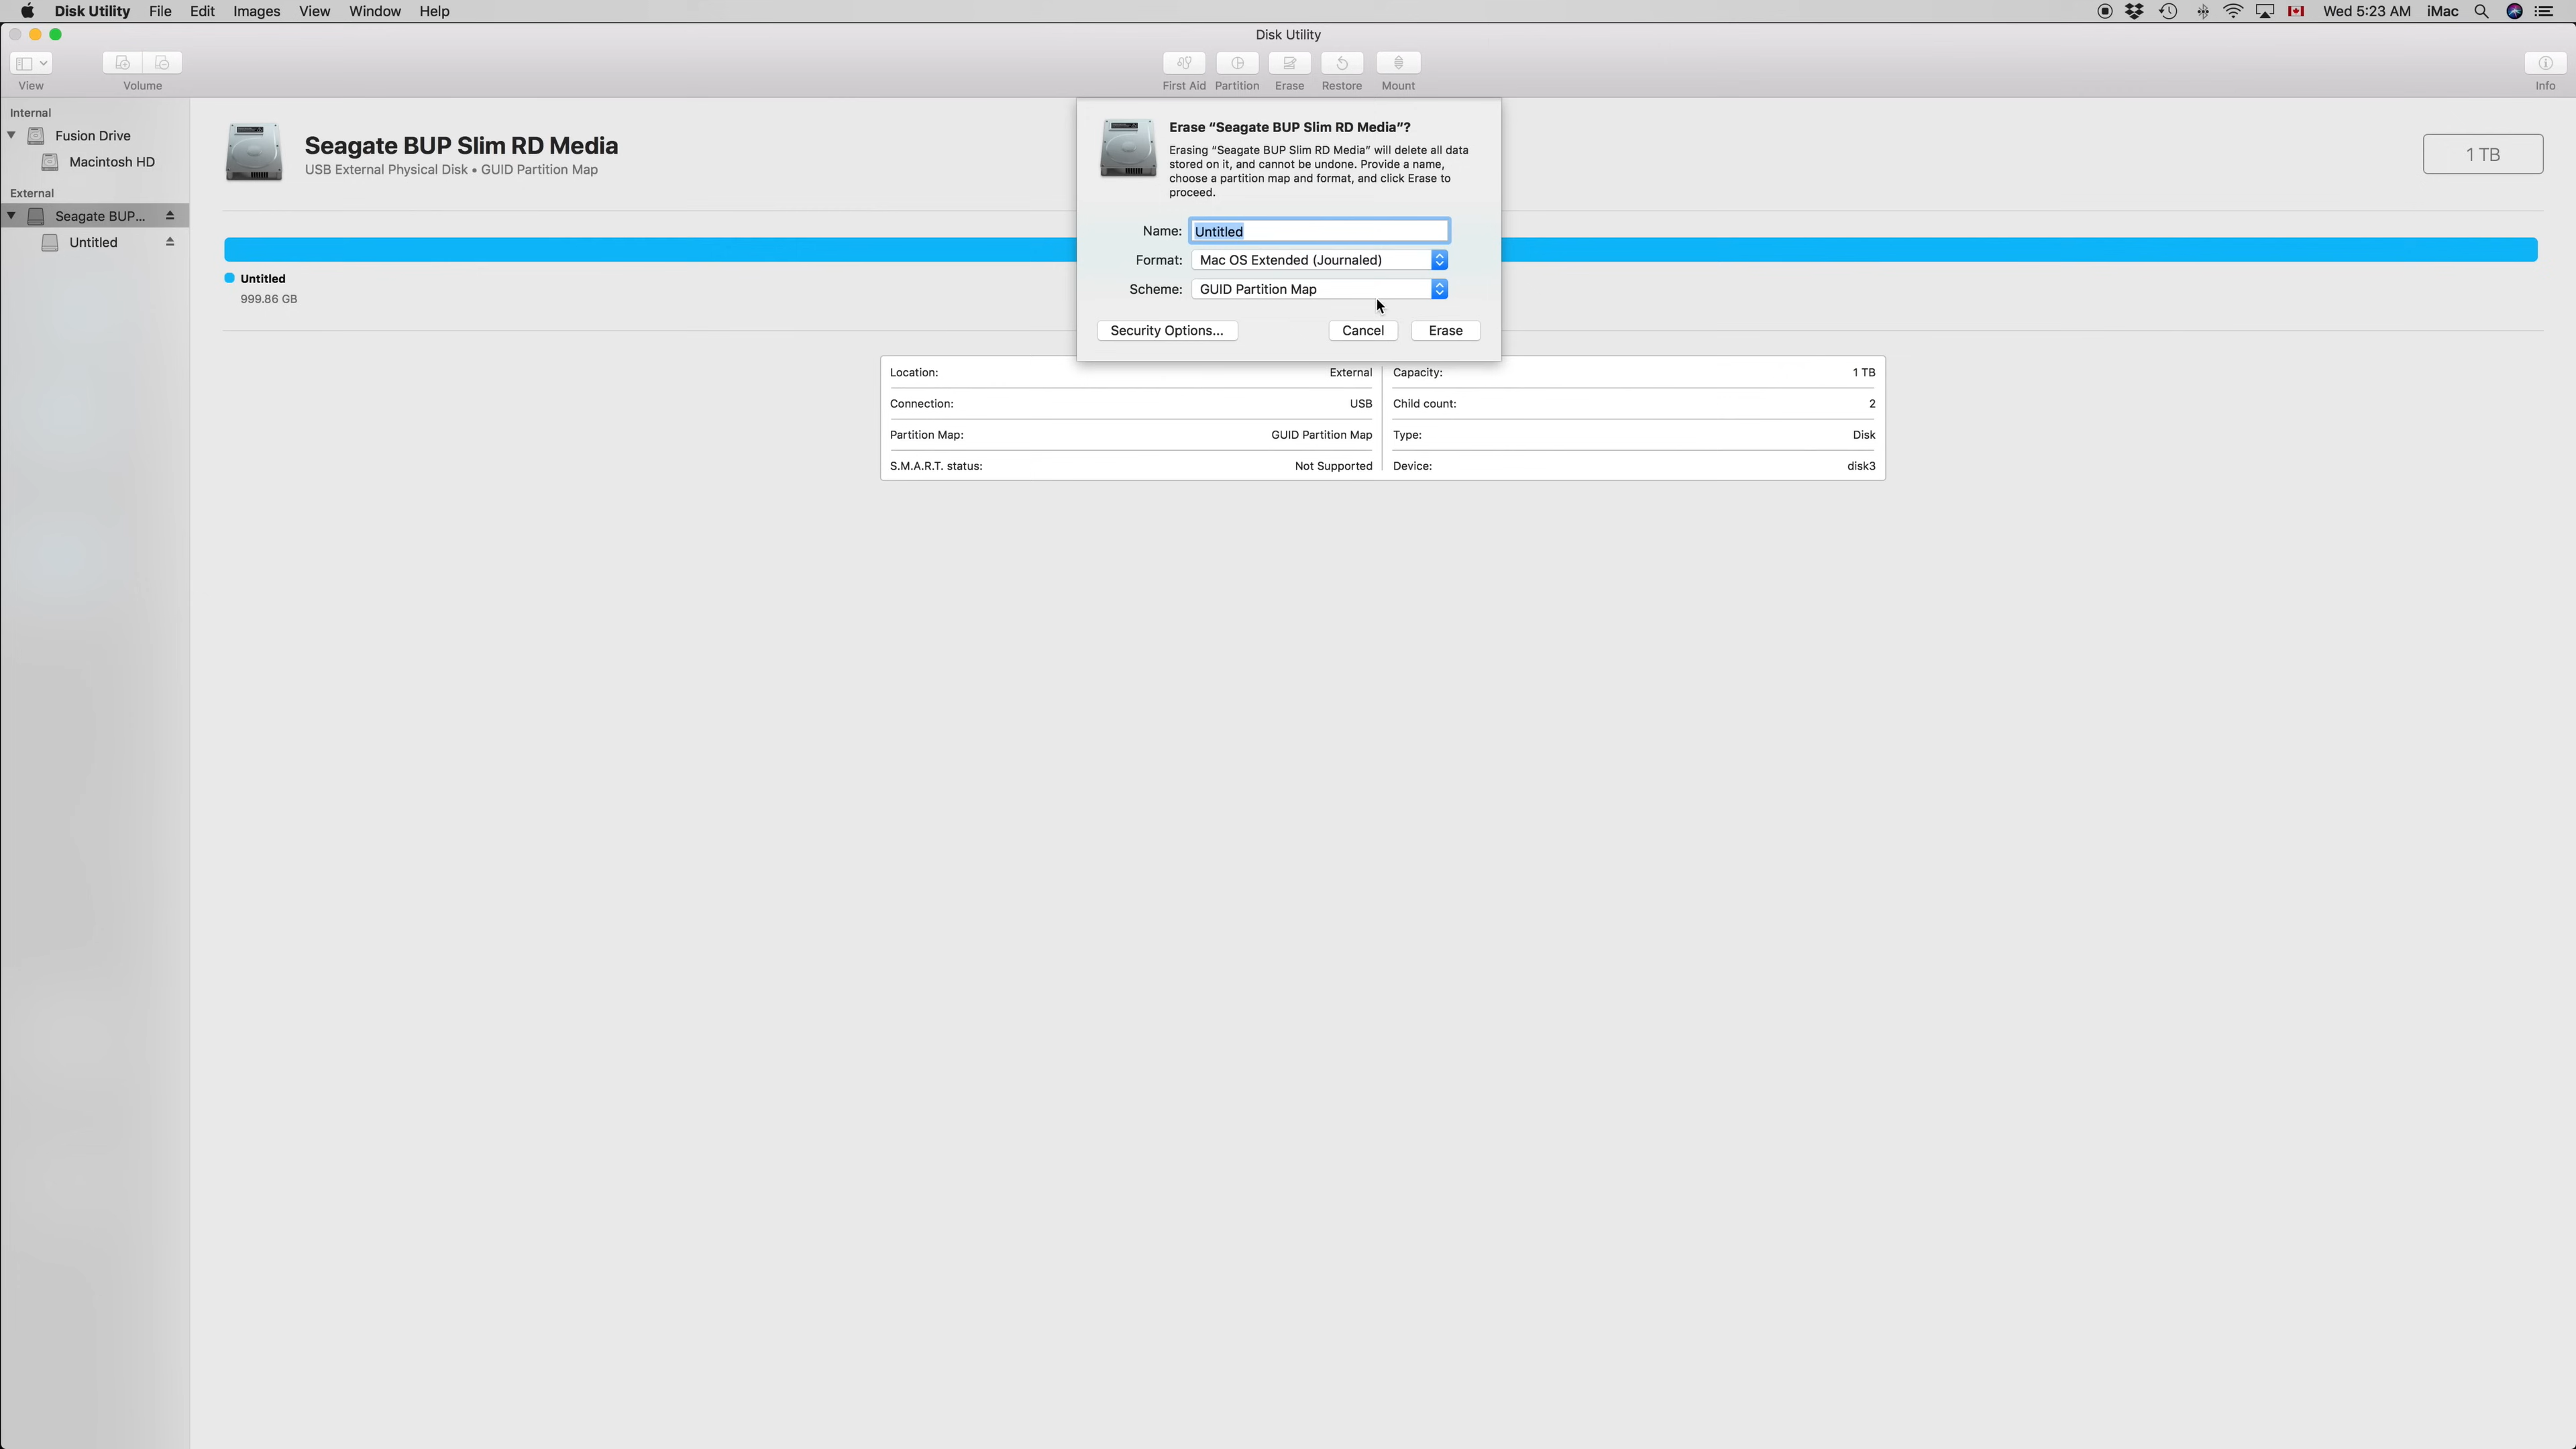 Disk Utility File Edit Images View Window Help Wed 5:23 AM iMac
Disk Utility
View Volume First Aid Partition Erase Restore Mount Info
Internal
Fusion Drive
Macintosh HD
External
Seagate BUP...
Untitled
Seagate BUP Slim RD Media
USB External Physical Disk • GUID Partition Map
1 TB
Untitled
999.86 GB
Erase “Seagate BUP Slim RD Media”?
Erasing “Seagate BUP Slim RD Media” will delete all data
stored on it, and cannot be undone. Provide a name,
choose a partition map and format, and click Erase to
proceed.
Name: Untitled
Format: Mac OS Extended (Journaled)
Scheme: GUID Partition Map
Security Options... Cancel Erase
Location: External Capacity: 1 TB
Connection: USB Child count: 2
Partition Map: GUID Partition Map Type: Disk
S.M.A.R.T. status: Not Supported Device: disk3